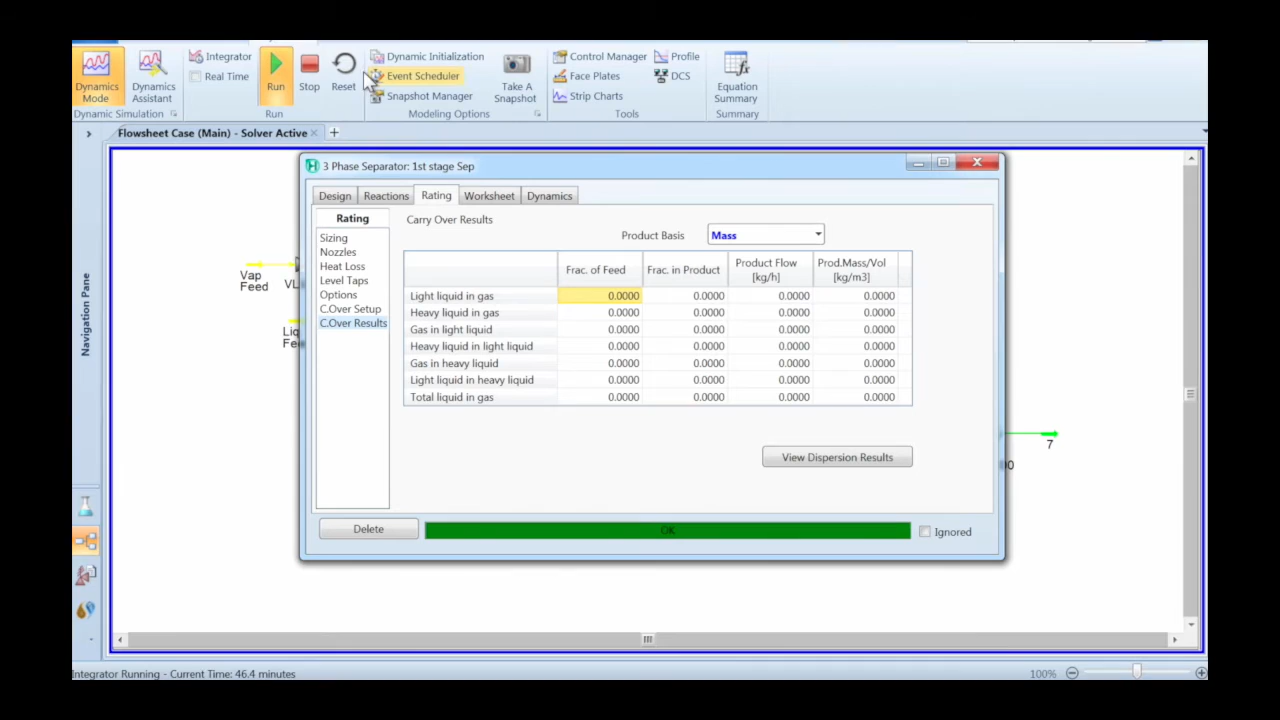 Integrator
Dynamic Initialization
Control Manager
Profile
Real Time
Event Scheduler
Face Plates
DCS
Dynamics
Mode
Dynamics
Assistant
Run
Stop
Reset
Snapshot Manager
Take A
Snapshot
Strip Charts
Equation
Summary
Dynamic Simulation
Run
Modeling Options
Tools
Summary
Flowsheet Case (Main) - Solver Active
3 Phase Separator: 1st stage Sep
Design Reactions Rating Worksheet Dynamics
Rating
Sizing
Nozzles
Heat Loss
Level Taps
Options
C.Over Setup
C.Over Results
Carry Over Results
Product Basis Mass
Frac. of Feed Frac. in Product Product Flow [kg/h] Prod.Mass/Vol [kg/m3]
Light liquid in gas 0.0000 0.0000 0.0000 0.0000
Heavy liquid in gas 0.0000 0.0000 0.0000 0.0000
Gas in light liquid 0.0000 0.0000 0.0000 0.0000
Heavy liquid in light liquid 0.0000 0.0000 0.0000 0.0000
Gas in heavy liquid 0.0000 0.0000 0.0000 0.0000
Light liquid in heavy liquid 0.0000 0.0000 0.0000 0.0000
Total liquid in gas 0.0000 0.0000 0.0000 0.0000
View Dispersion Results
Delete
OK
Ignored
Vap
Feed
VL
Liq
Fe
7
00
Navigation Pane
Integrator Running - Current Time: 46.4 minutes
100%